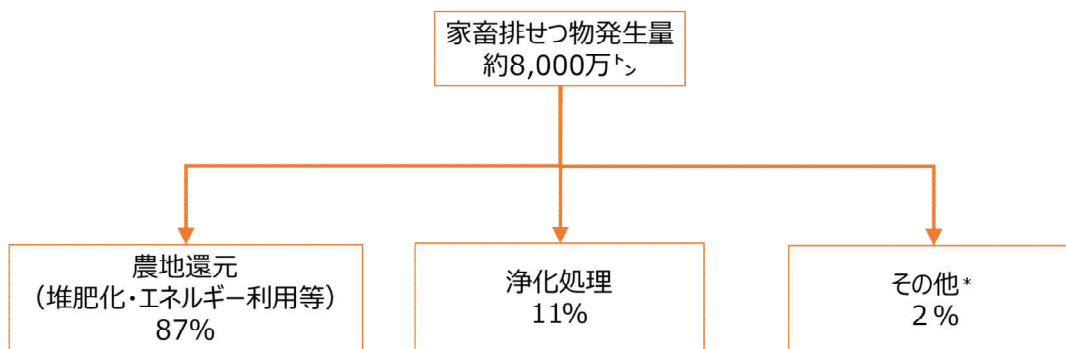 家畜排せつ物発生量
約8,000万㌧
農地還元
（堆肥化・エネルギー利用等）
87%
浄化処理
11%
その他*
２%